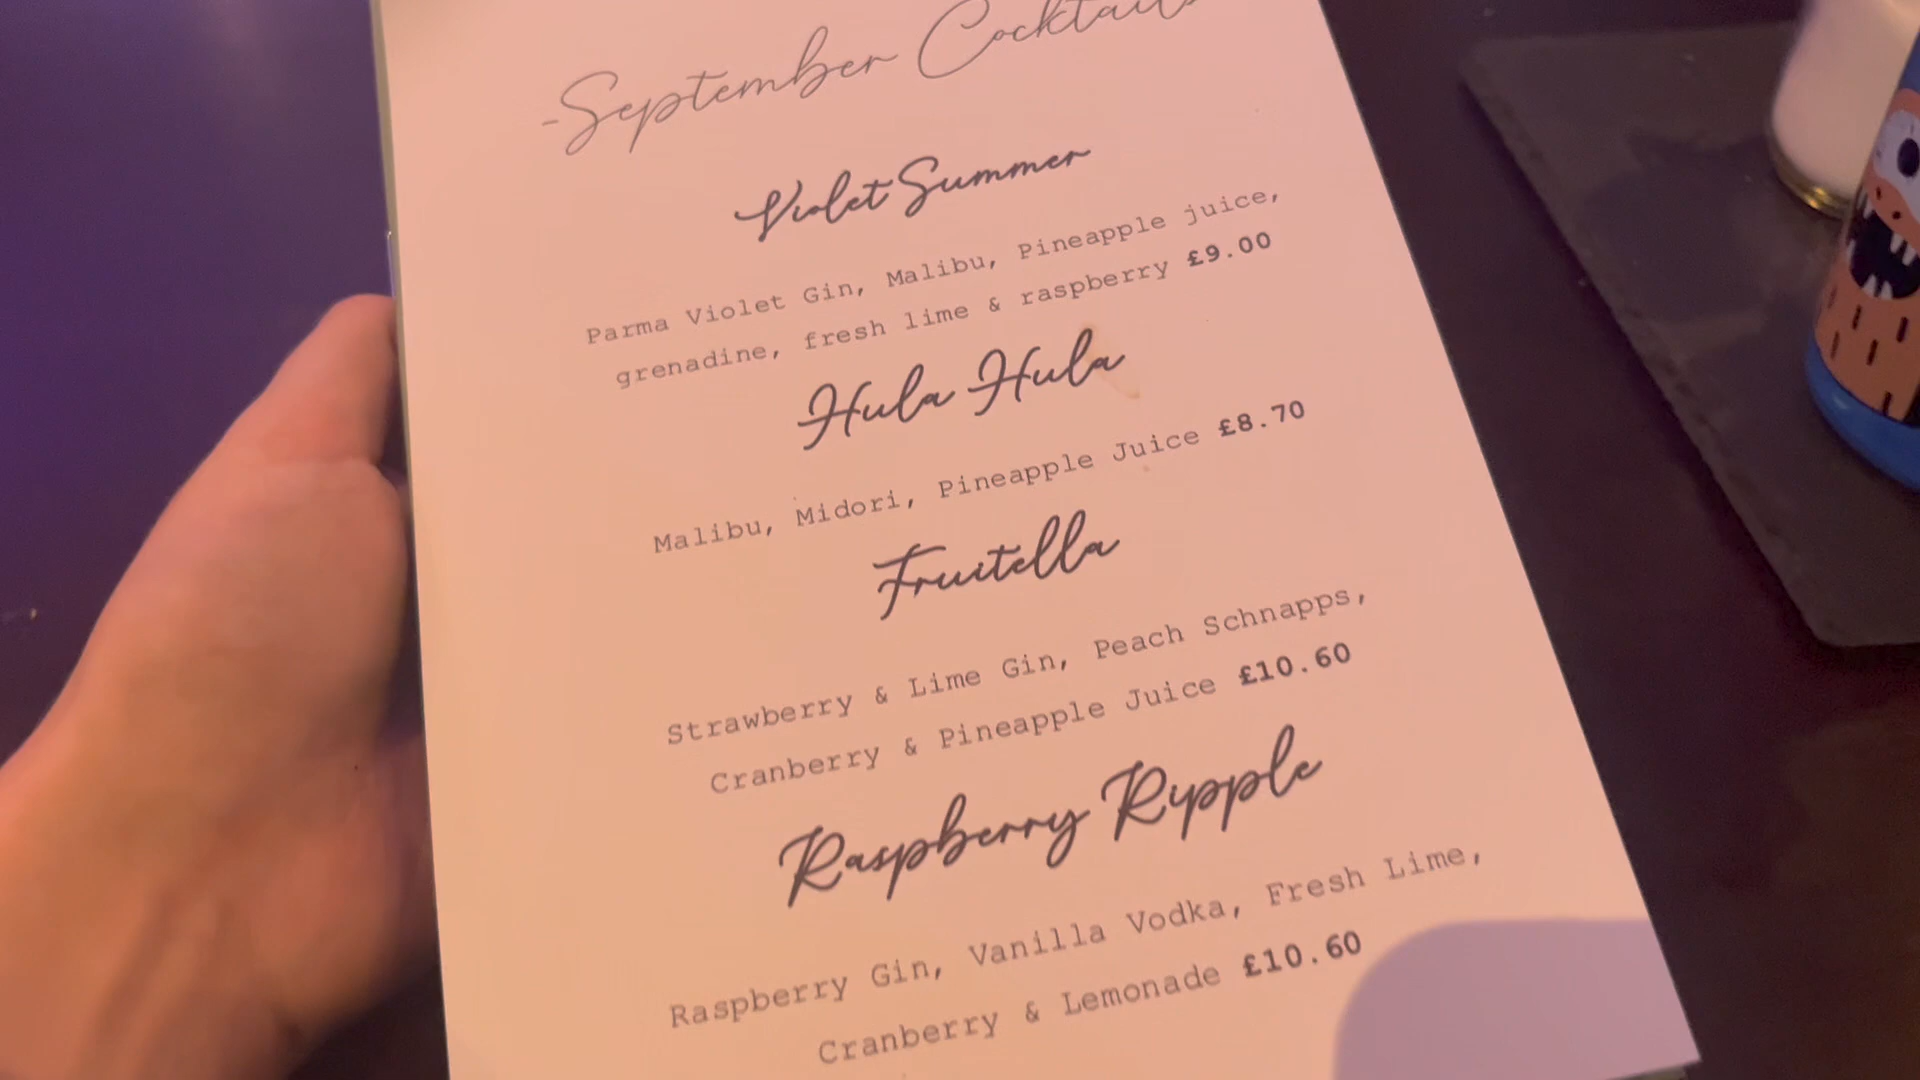 -September Cocktails
Violet Summer
Parma Violet Gin, Malibu, Pineapple juice,
grenadine, fresh lime & raspberry £9.00
Hula Hula
Malibu, Midori, Pineapple Juice £8.70
Fruitella
Strawberry & Lime Gin, Peach Schnapps,
Cranberry & Pineapple Juice £10.60
Raspberry Ripple
Raspberry Gin, Vanilla Vodka, Fresh Lime,
Cranberry & Lemonade £10.60